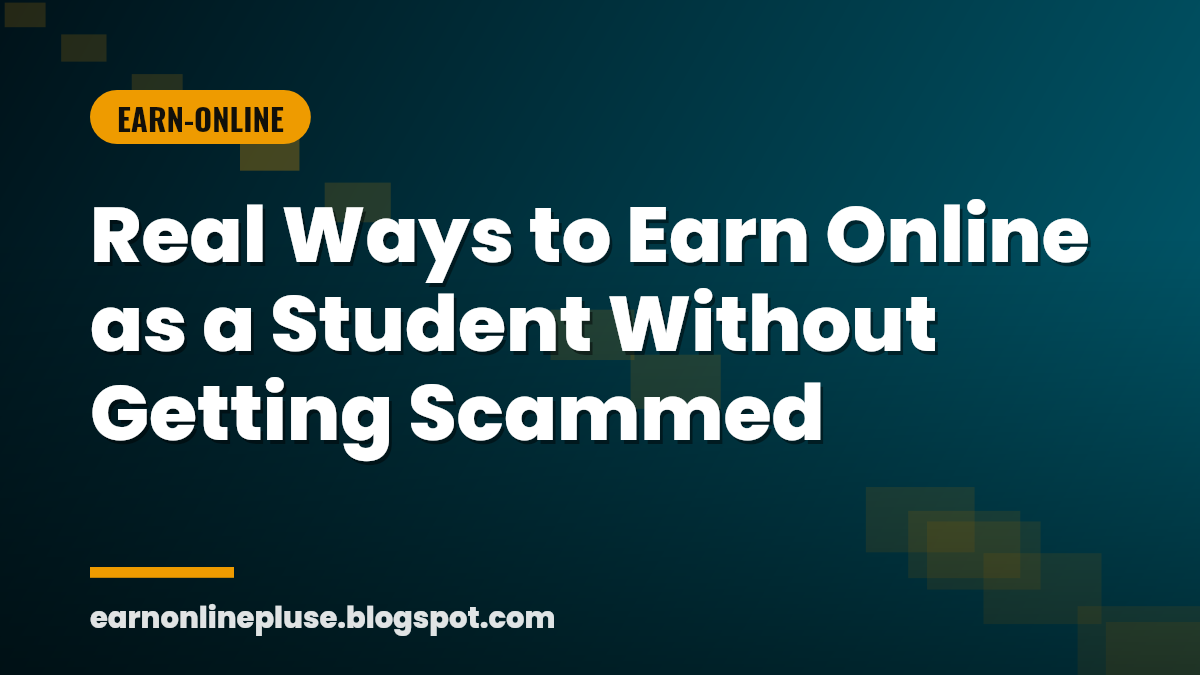 EARN-ONLINE
Real Ways to Earn Online
as a Student Without
Getting Scammed
earnonlinepluse.blogspot.com